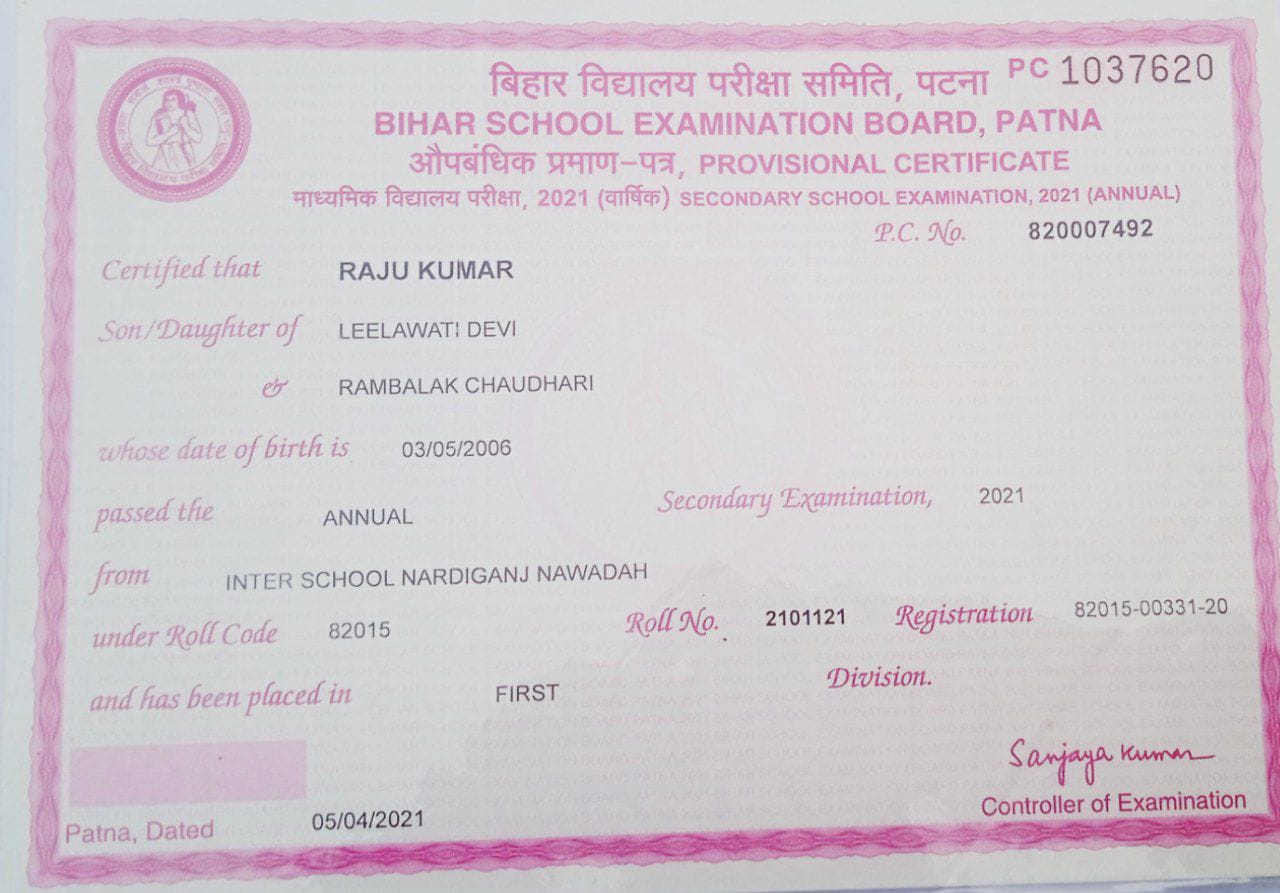 बिहार विद्यालय परीक्षा समिति, पटना PC 1037620
BIHAR SCHOOL EXAMINATION BOARD, PATNA
औपबंधिक प्रमाण-पत्र, PROVISIONAL CERTIFICATE
माध्यमिक विद्यालय परीक्षा, 2021 (वार्षिक) SECONDARY SCHOOL EXAMINATION, 2021 (ANNUAL)
P.C. No. 820007492
Certified that RAJU KUMAR
Son/Daughter of LEELAWATI DEVI
& RAMBALAK CHAUDHARI
whose date of birth is 03/05/2006
passed the ANNUAL Secondary Examination, 2021
from INTER SCHOOL NARDIGANJ NAWADAH
under Roll Code 82015 Roll No. 2101121 Registration 82015-00331-20
and has been placed in FIRST Division.
Sanjaya Kumar
Controller of Examination
Patna, Dated 05/04/2021